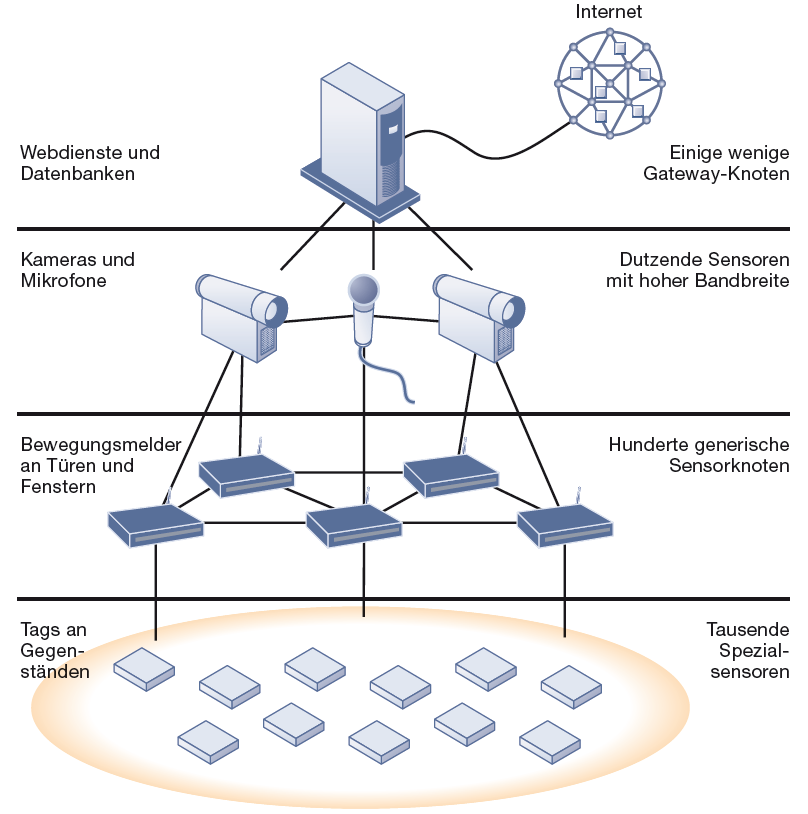 Internet
Webdienste und
Datenbanken
Einige wenige
Gateway-Knoten
Kameras und
Mikrofone
Dutzende Sensoren
mit hoher Bandbreite
Bewegungsmelder
an Türen und
Fenstern
Hunderte generische
Sensorknoten
Tags an
Gegen-
ständen
Tausende
Spezial-
sensoren